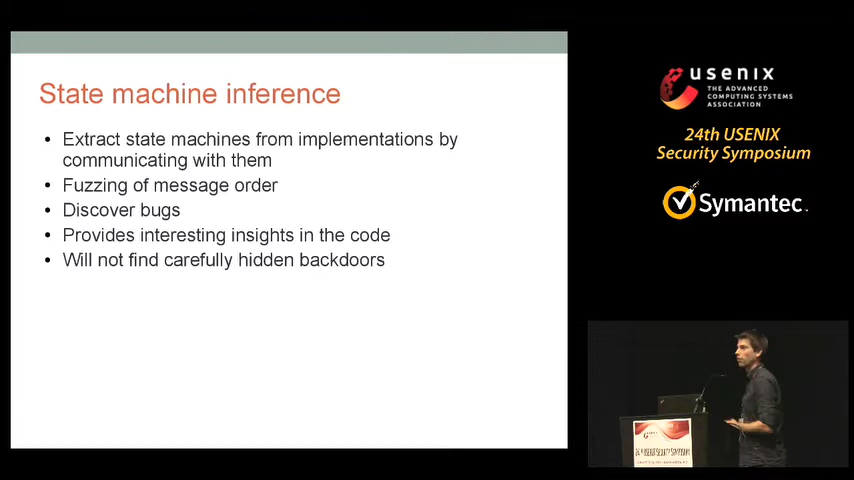 State machine inference
• Extract state machines from implementations by
communicating with them
• Fuzzing of message order
• Discover bugs
• Provides interesting insights in the code
• Will not find carefully hidden backdoors
usenix
THE ADVANCED
COMPUTING SYSTEMS
ASSOCIATION
24th USENIX
Security Symposium
Symantec.